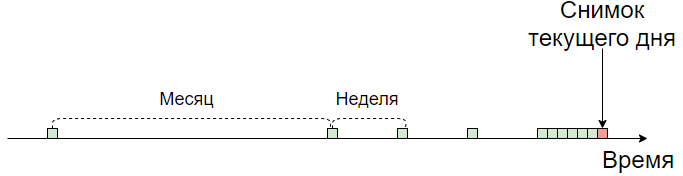 Снимок
текущего дня
Месяц
Неделя
Время